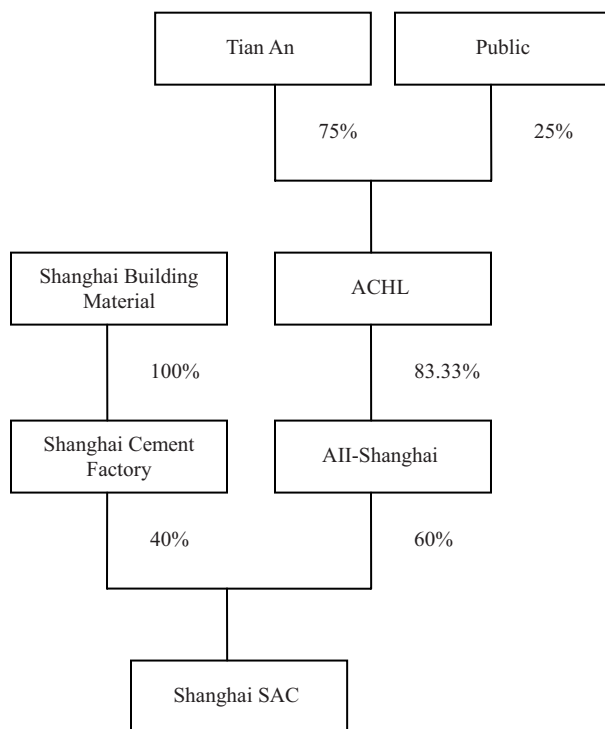 Tian An
Public
75%
25%
Shanghai Building
Material
ACHL
100%
83.33%
Shanghai Cement
Factory
AII-Shanghai
40%
60%
Shanghai SAC